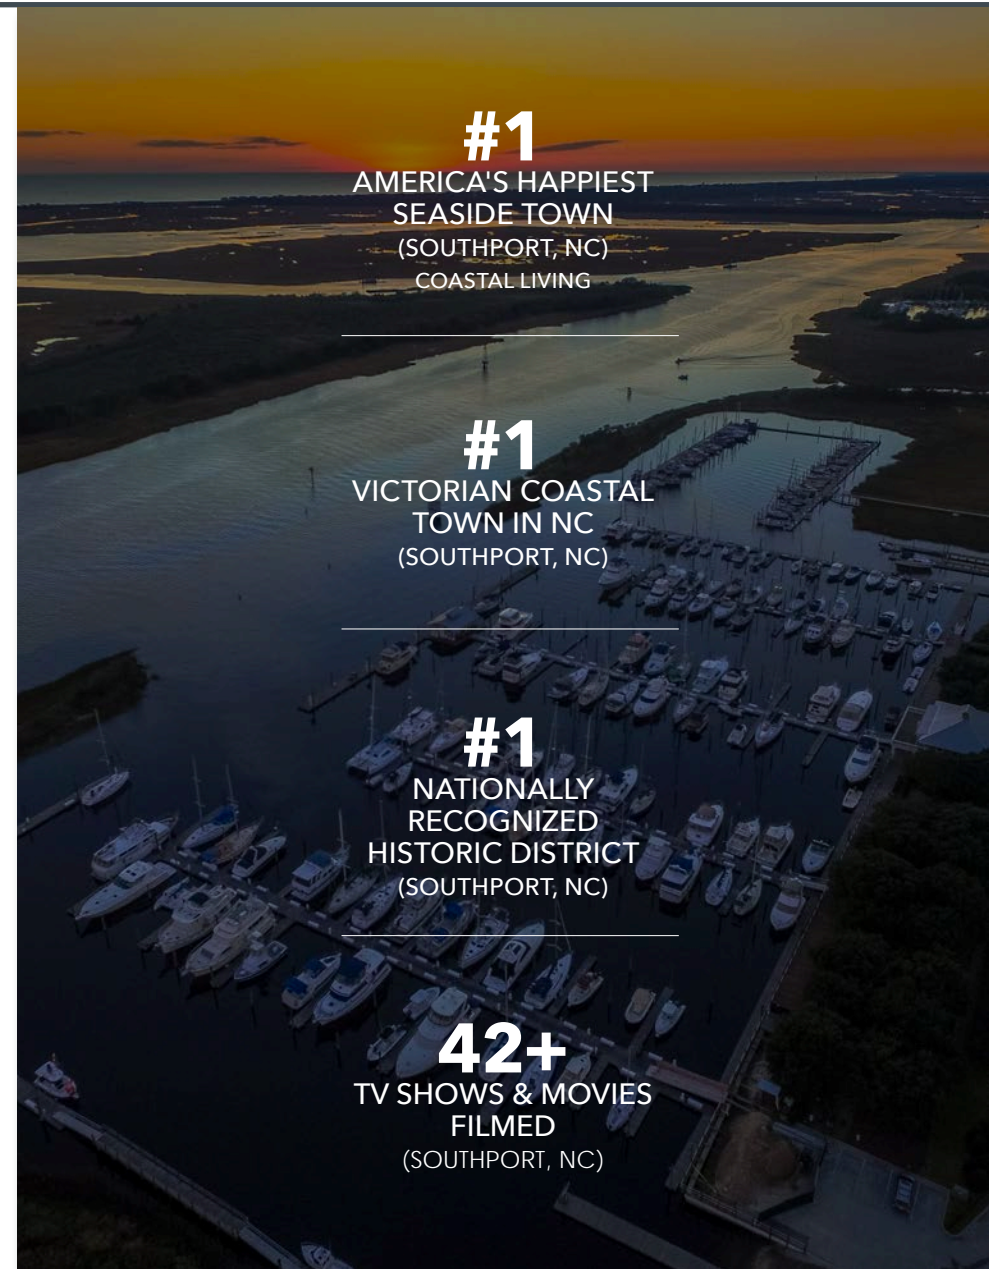 #1
AMERICA'S HAPPIEST
SEASIDE TOWN
(SOUTHPORT, NC)
COASTAL LIVING
#1
VICTORIAN COASTAL
TOWN IN NC
(SOUTHPORT, NC)
#1
NATIONALLY
RECOGNIZED
HISTORIC DISTRICT
(SOUTHPORT, NC)
42+
TV SHOWS & MOVIES
FILMED
(SOUTHPORT, NC)